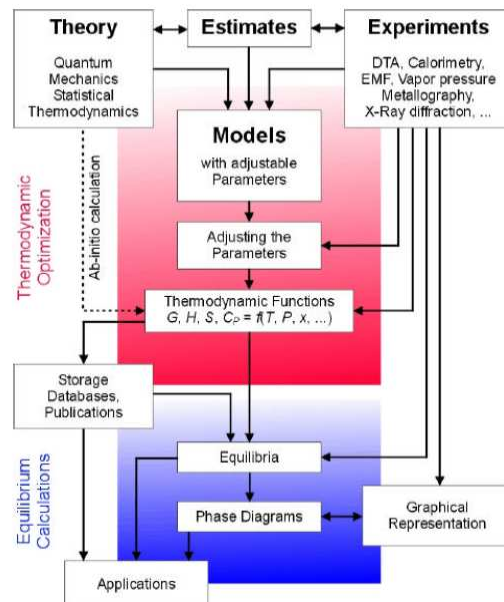 Theory
Quantum
Mechanics
Statistical
Thermodynamics
Estimates
Experiments
DTA, Calorimetry,
EMF, Vapor pressure
Metallography,
X-Ray diffraction, ...
Models
with adjustable
Parameters
Ab-initio calculation
Thermodynamic
Optimization
Adjusting the
Parameters
Thermodynamic Functions
G, H, S, CP = f(T, P, x, ...)
Storage
Databases,
Publications
Equilibrium
Calculations
Equilibria
Phase Diagrams
Graphical
Representation
Applications